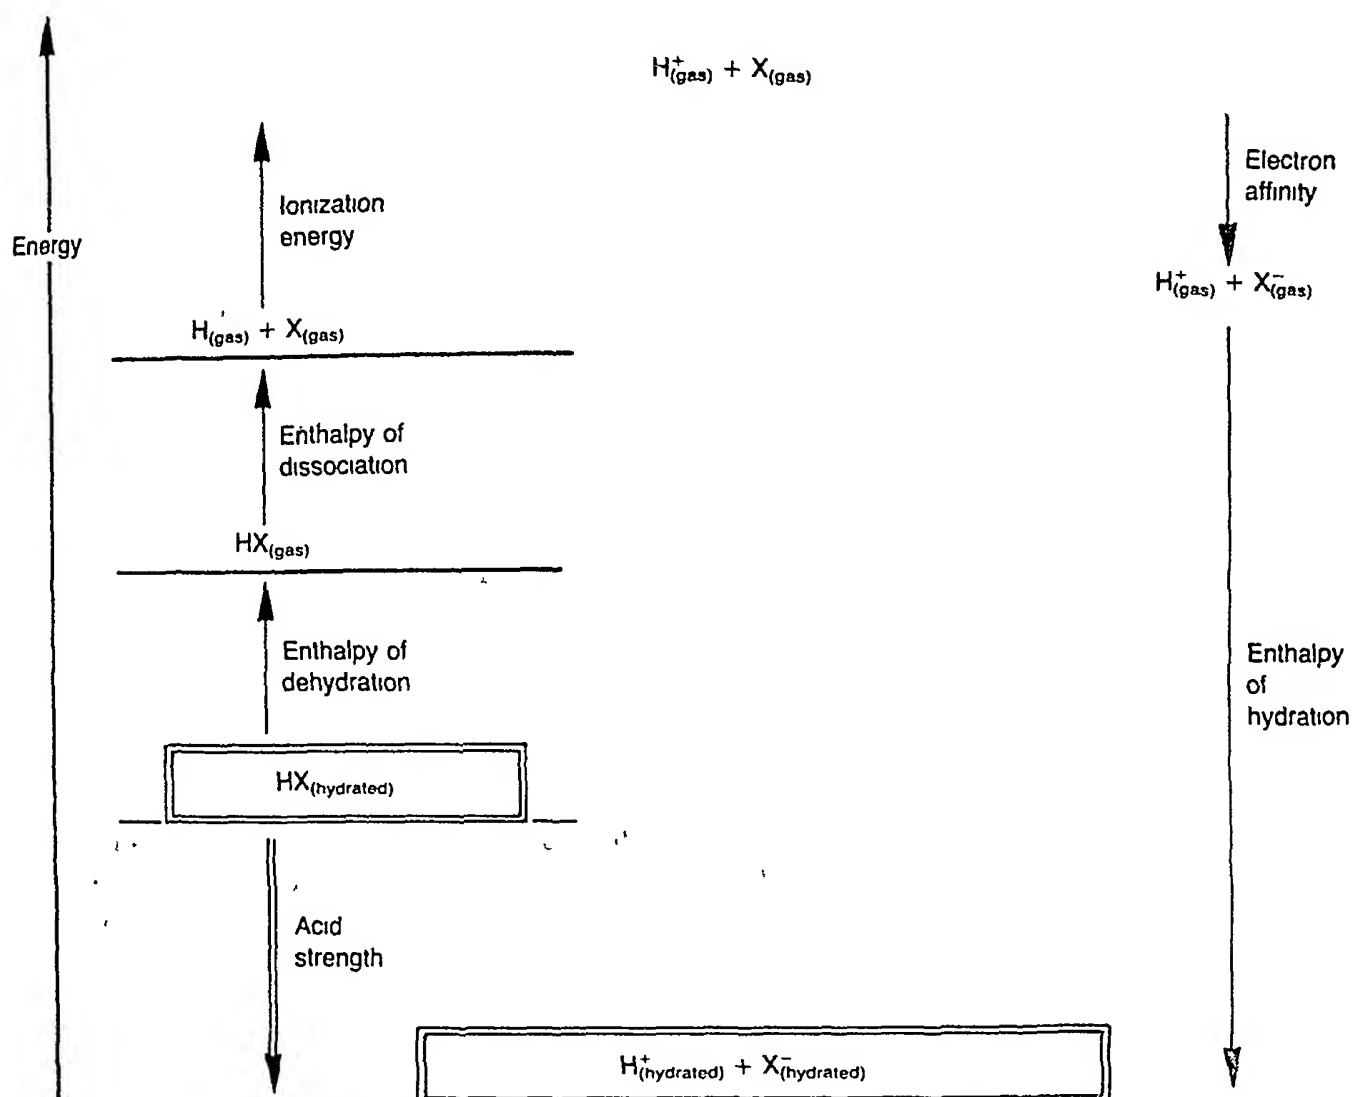 H⁺(gas) + X(gas)
Electron
affinity
Ionization
energy
Energy
H⁺(gas) + X⁻(gas)
H(gas) + X(gas)
Enthalpy of
dissociation
HX(gas)
Enthalpy of
dehydration
Enthalpy
of
hydration
HX(hydrated)
Acid
strength
H⁺(hydrated) + X⁻(hydrated)